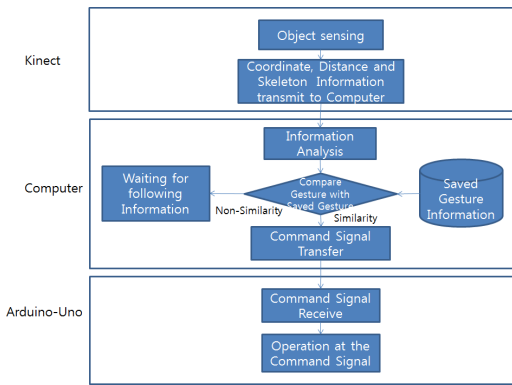 Kinect
Object sensing
Coordinate, Distance and
Skeleton Information
transmit to Computer
Computer
Information
Analysis
Waiting for
following
Information
Compare
Gesture with
Saved Gesture
Saved
Gesture
Information
Non-Similarity
Similarity
Command Signal
Transfer
Arduino-Uno
Command Signal
Receive
Operation at the
Command Signal